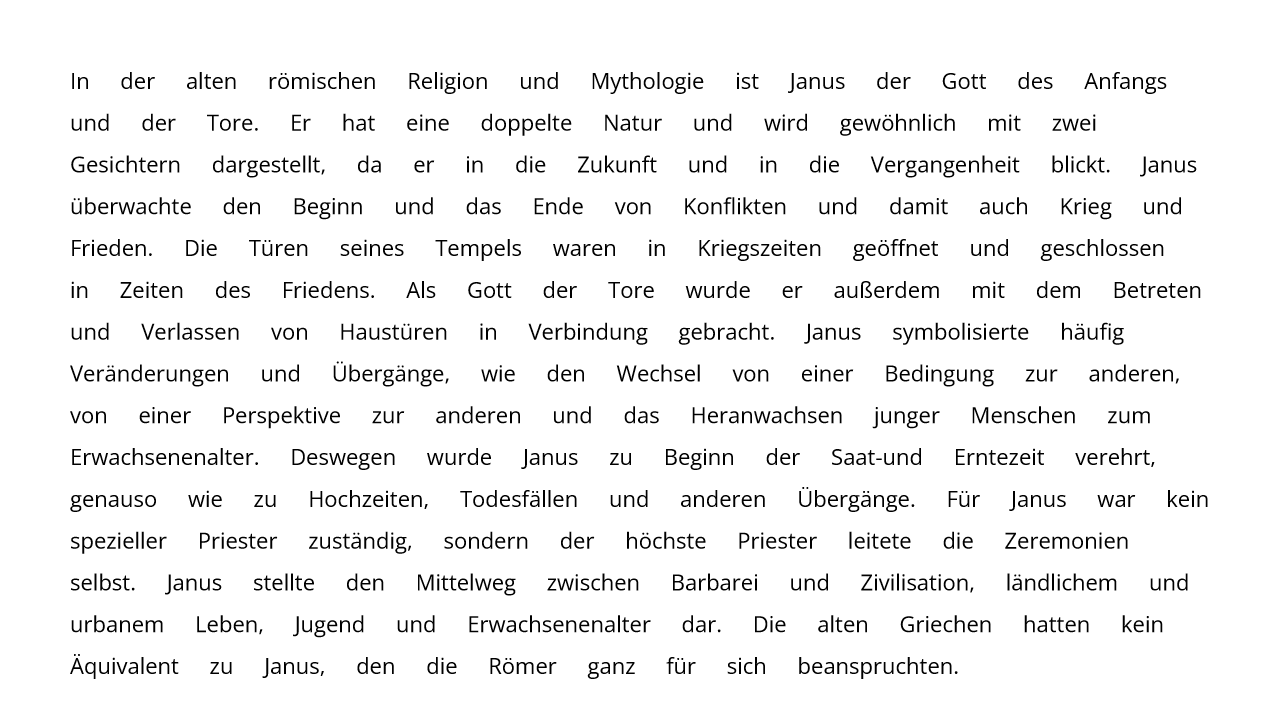 In der alten römischen Religion und Mythologie ist Janus der Gott des Anfangs
und der Tore. Er hat eine doppelte Natur und wird gewöhnlich mit zwei
Gesichtern dargestellt, da er in die Zukunft und in die Vergangenheit blickt. Janus
überwachte den Beginn und das Ende von Konflikten und damit auch Krieg und
Frieden. Die Türen seines Tempels waren in Kriegszeiten geöffnet und geschlossen
in Zeiten des Friedens. Als Gott der Tore wurde er außerdem mit dem Betreten
und Verlassen von Haustüren in Verbindung gebracht. Janus symbolisierte häufig
Veränderungen und Übergänge, wie den Wechsel von einer Bedingung zur anderen,
von einer Perspektive zur anderen und das Heranwachsen junger Menschen zum
Erwachsenenalter. Deswegen wurde Janus zu Beginn der Saat-und Erntezeit verehrt,
genauso wie zu Hochzeiten, Todesfällen und anderen Übergänge. Für Janus war kein
spezieller Priester zuständig, sondern der höchste Priester leitete die Zeremonien
selbst. Janus stellte den Mittelweg zwischen Barbarei und Zivilisation, ländlichem und
urbanem Leben, Jugend und Erwachsenenalter dar. Die alten Griechen hatten kein
Äquivalent zu Janus, den die Römer ganz für sich beanspruchten.